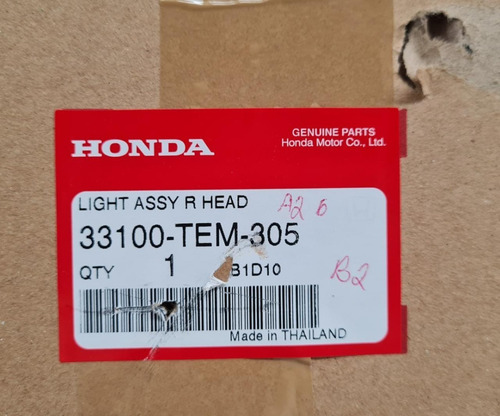 HONDA
GENUINE PARTS
Honda Motor Co., Ltd.
LIGHT ASSY R HEAD
A2 6
33100-TEM-305
QTY 1 B1D10
B2
Made in THAILAND